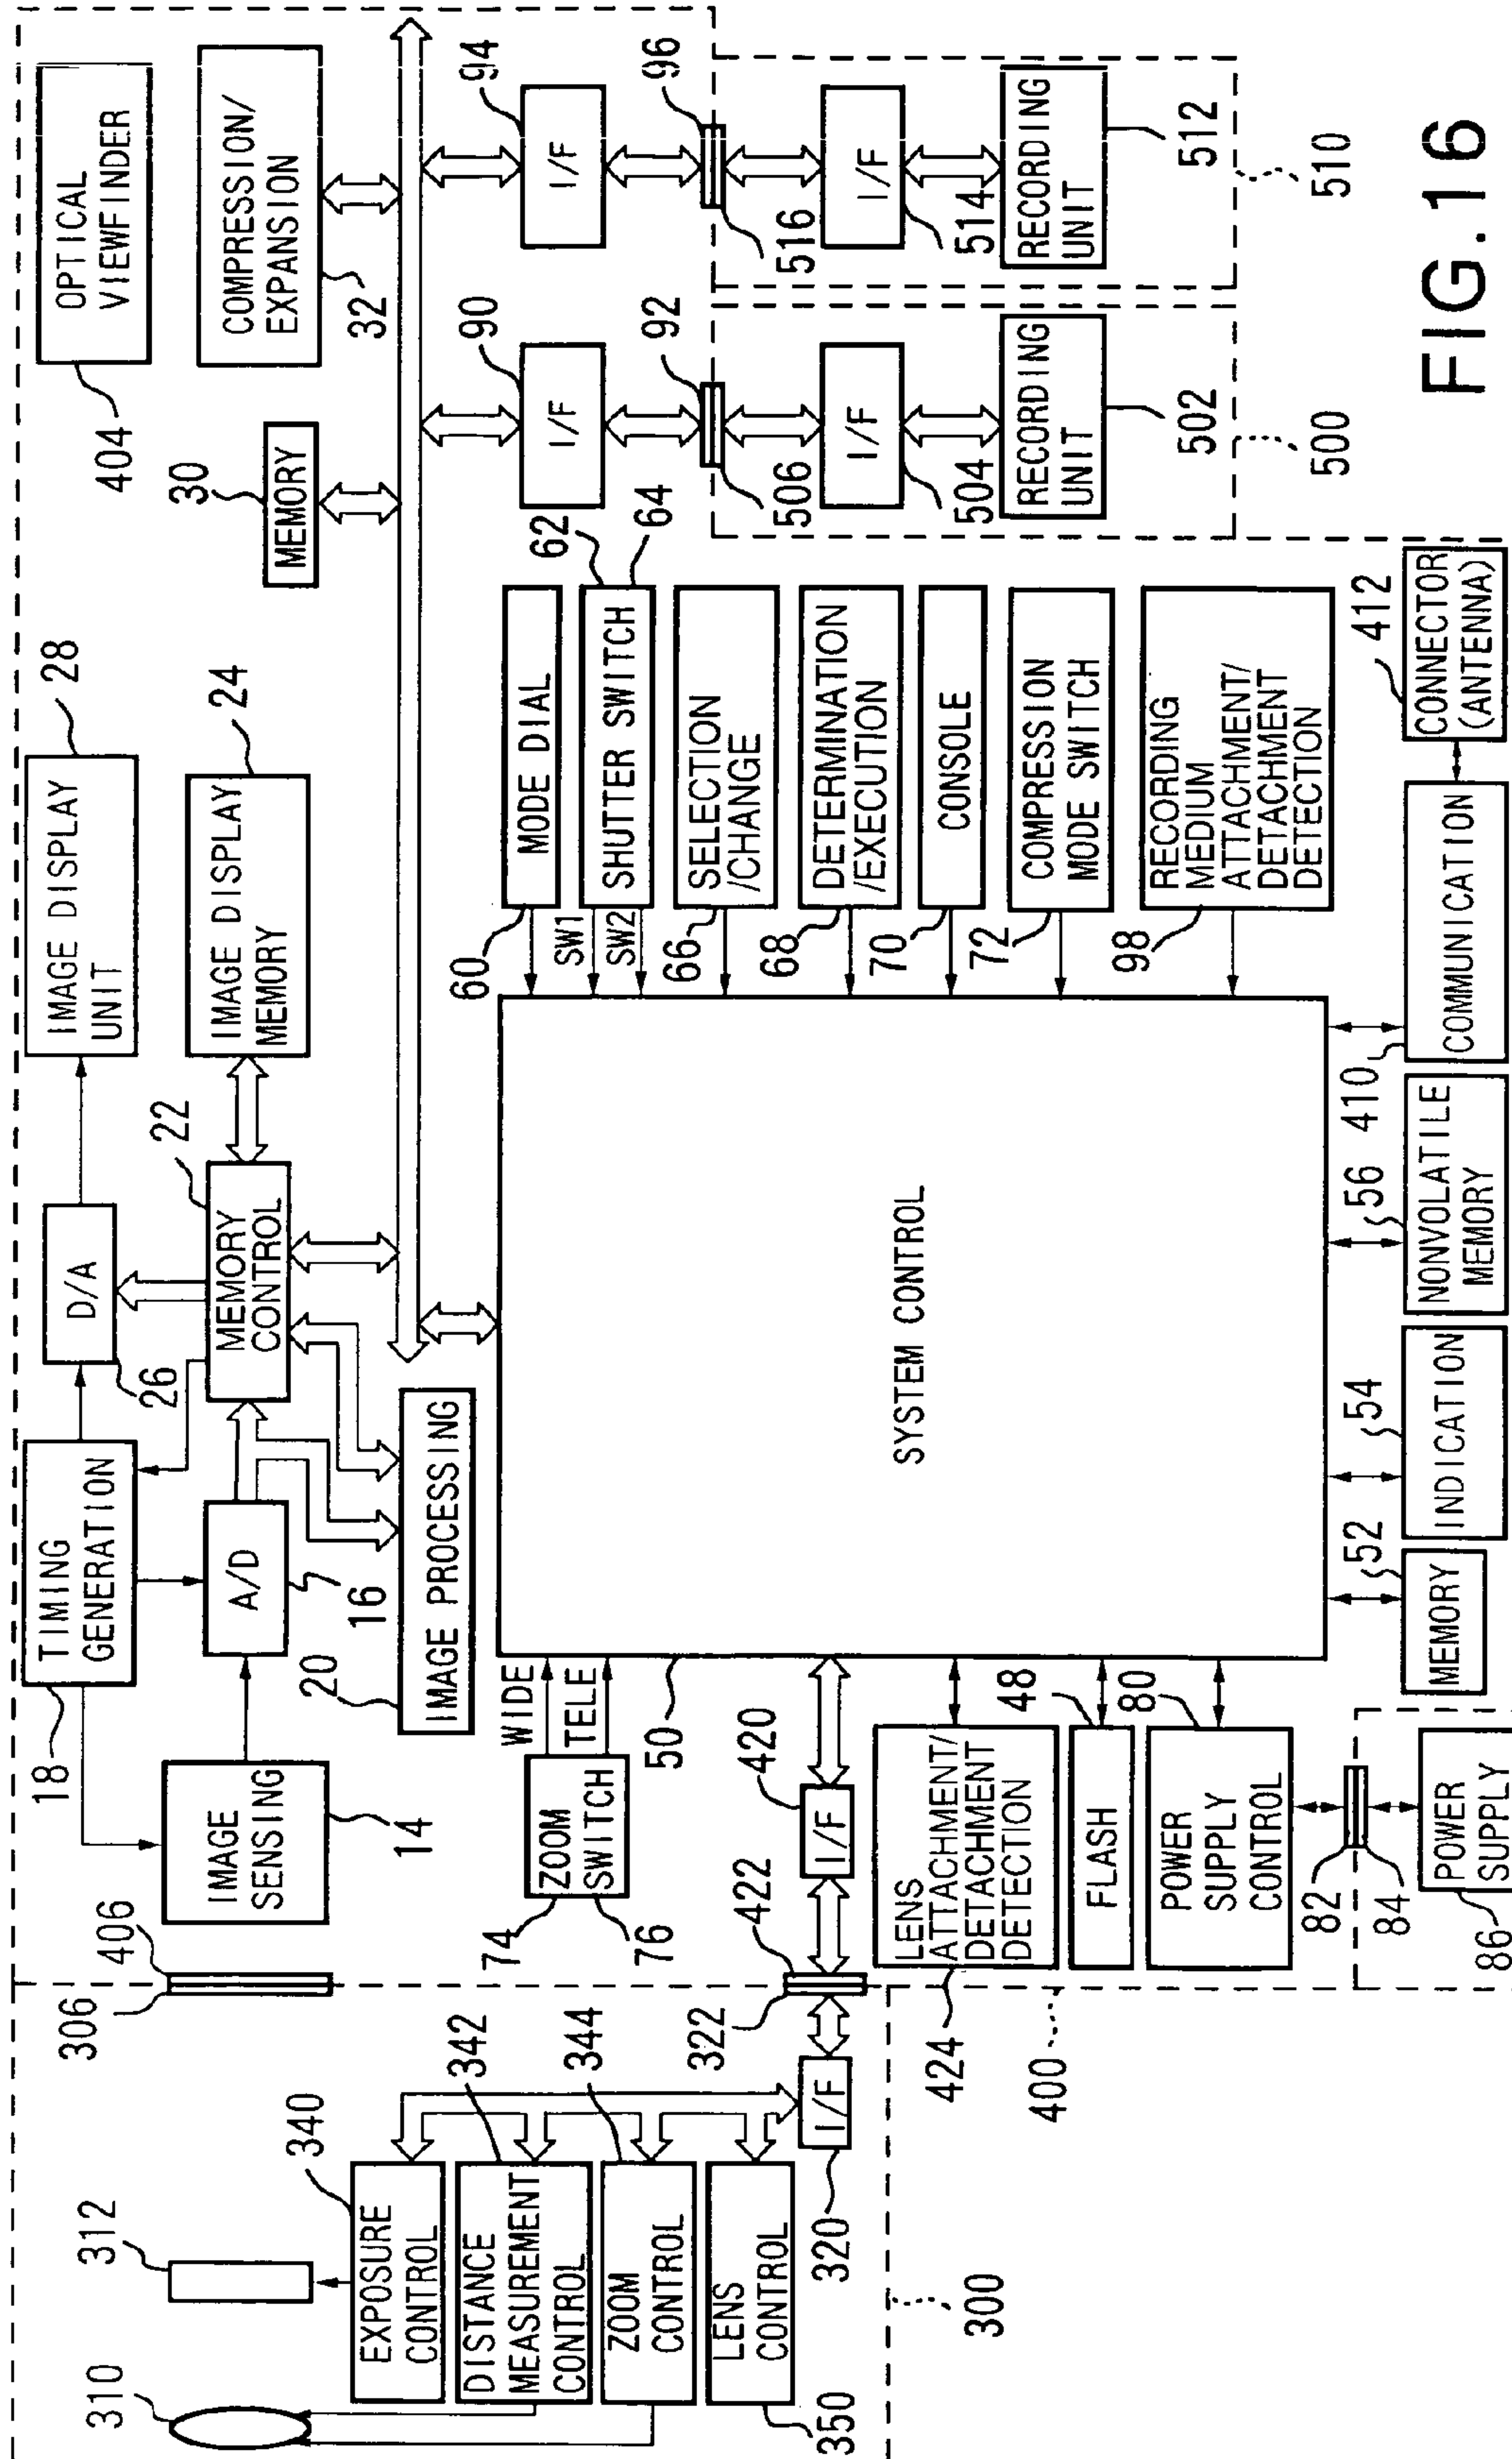 306
406
310
312
340
EXPOSURE
CONTROL
342
DISTANCE
MEASUREMENT
CONTROL
344
ZOOM
CONTROL
LENS
CONTROL
350
I/F
320
322
422
300
400
18
TIMING
GENERATION
IMAGE
SENSING
14
A/D
16
D/A
26
IMAGE DISPLAY
UNIT
28
22
MEMORY
CONTROL
IMAGE DISPLAY
MEMORY
24
20
IMAGE PROCESSING
OPTICAL
VIEWFINDER
404
30
MEMORY
COMPRESSION/
EXPANSION
32
74
ZOOM
SWITCH
76
WIDE
TELE
50
I/F
420
LENS
ATTACHMENT/
DETACHMENT
DETECTION
424
FLASH
48
POWER
SUPPLY
CONTROL
80
82
84
POWER
SUPPLY
86
SYSTEM CONTROL
60
MODE DIAL
SW1
SW2
SHUTTER SWITCH
62
64
66
SELECTION
/CHANGE
68
DETERMINATION
/EXECUTION
70
CONSOLE
72
COMPRESSION
MODE SWITCH
98
RECORDING
MEDIUM
ATTACHMENT/
DETACHMENT
DETECTION
MEMORY
52
INDICATION
54
NONVOLATILE
MEMORY
56
410
COMMUNICATION
412
CONNECTOR
(ANTENNA)
I/F
90
92
506
I/F
504
RECORDING
UNIT
502
500
I/F
94
96
516
I/F
514
RECORDING
UNIT
512
510
FIG.16